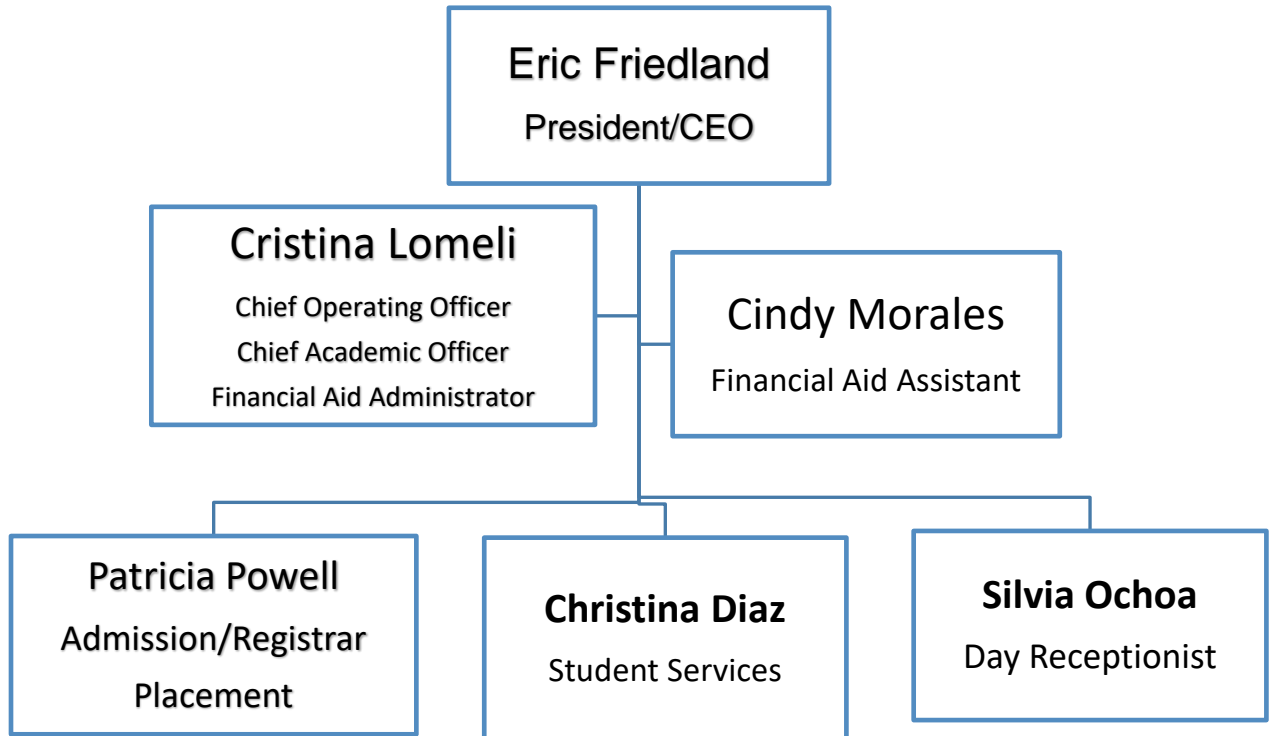 Eric Friedland
President/CEO
Cristina Lomeli
Chief Operating Officer
Chief Academic Officer
Financial Aid Administrator
Cindy Morales
Financial Aid Assistant
Patricia Powell
Admission/Registrar
Placement
Christina Diaz
Student Services
Silvia Ochoa
Day Receptionist